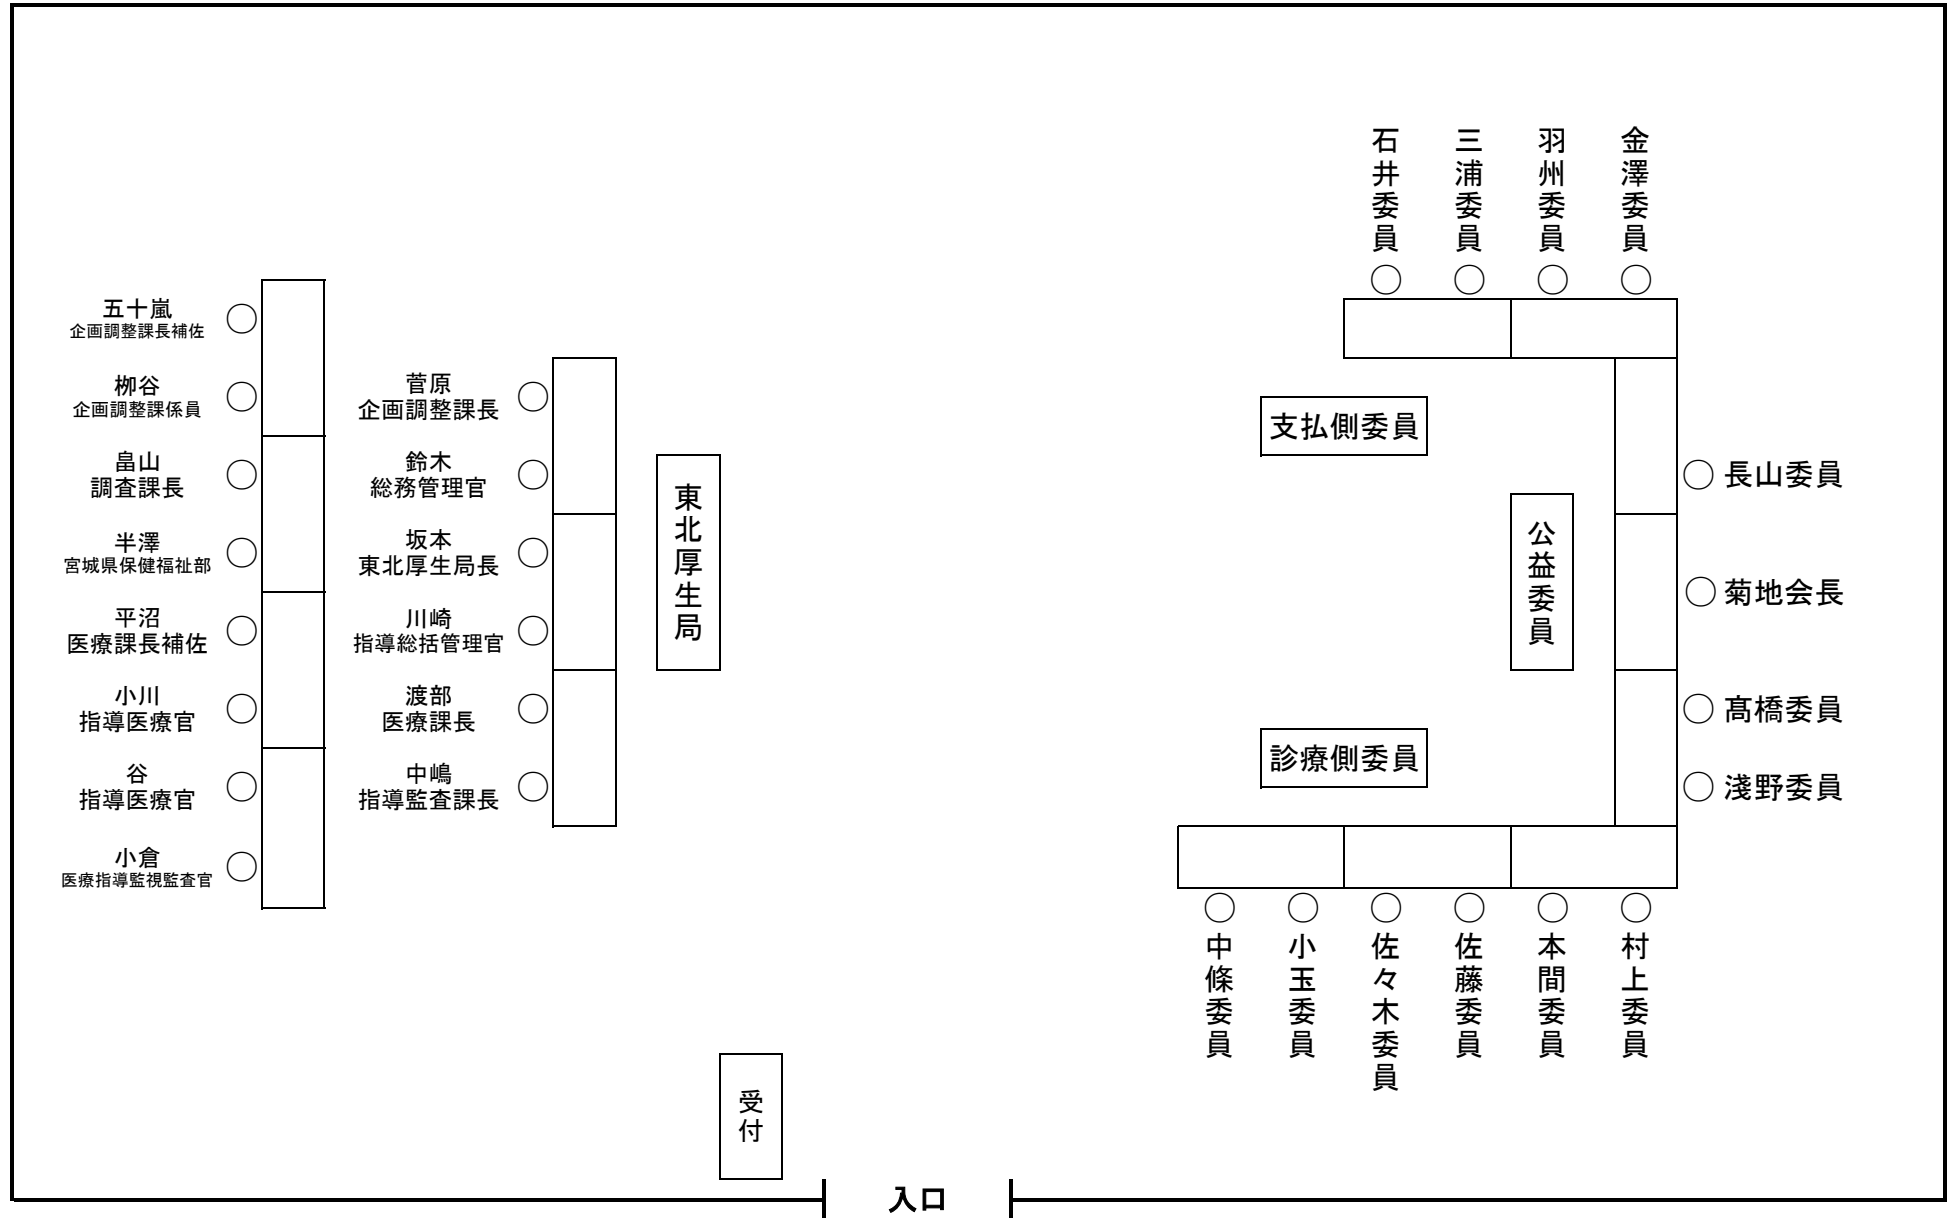 石井委員
三浦委員
羽州委員
金澤委員
五十嵐
企画調整課長補佐
栁谷
企画調整課係員
畠山
調査課長
半澤
宮城県保健福祉部
平沼
医療課長補佐
小川
指導医療官
谷
指導医療官
小倉
医療指導監視監査官
菅原
企画調整課長
鈴木
総務管理官
坂本
東北厚生局長
川崎
指導総括管理官
渡部
医療課長
中嶋
指導監査課長
東北厚生局
支払側委員
公益委員
診療側委員
長山委員
菊地会長
髙橋委員
淺野委員
中條委員
小玉委員
佐々木委員
佐藤委員
本間委員
村上委員
受付
入口